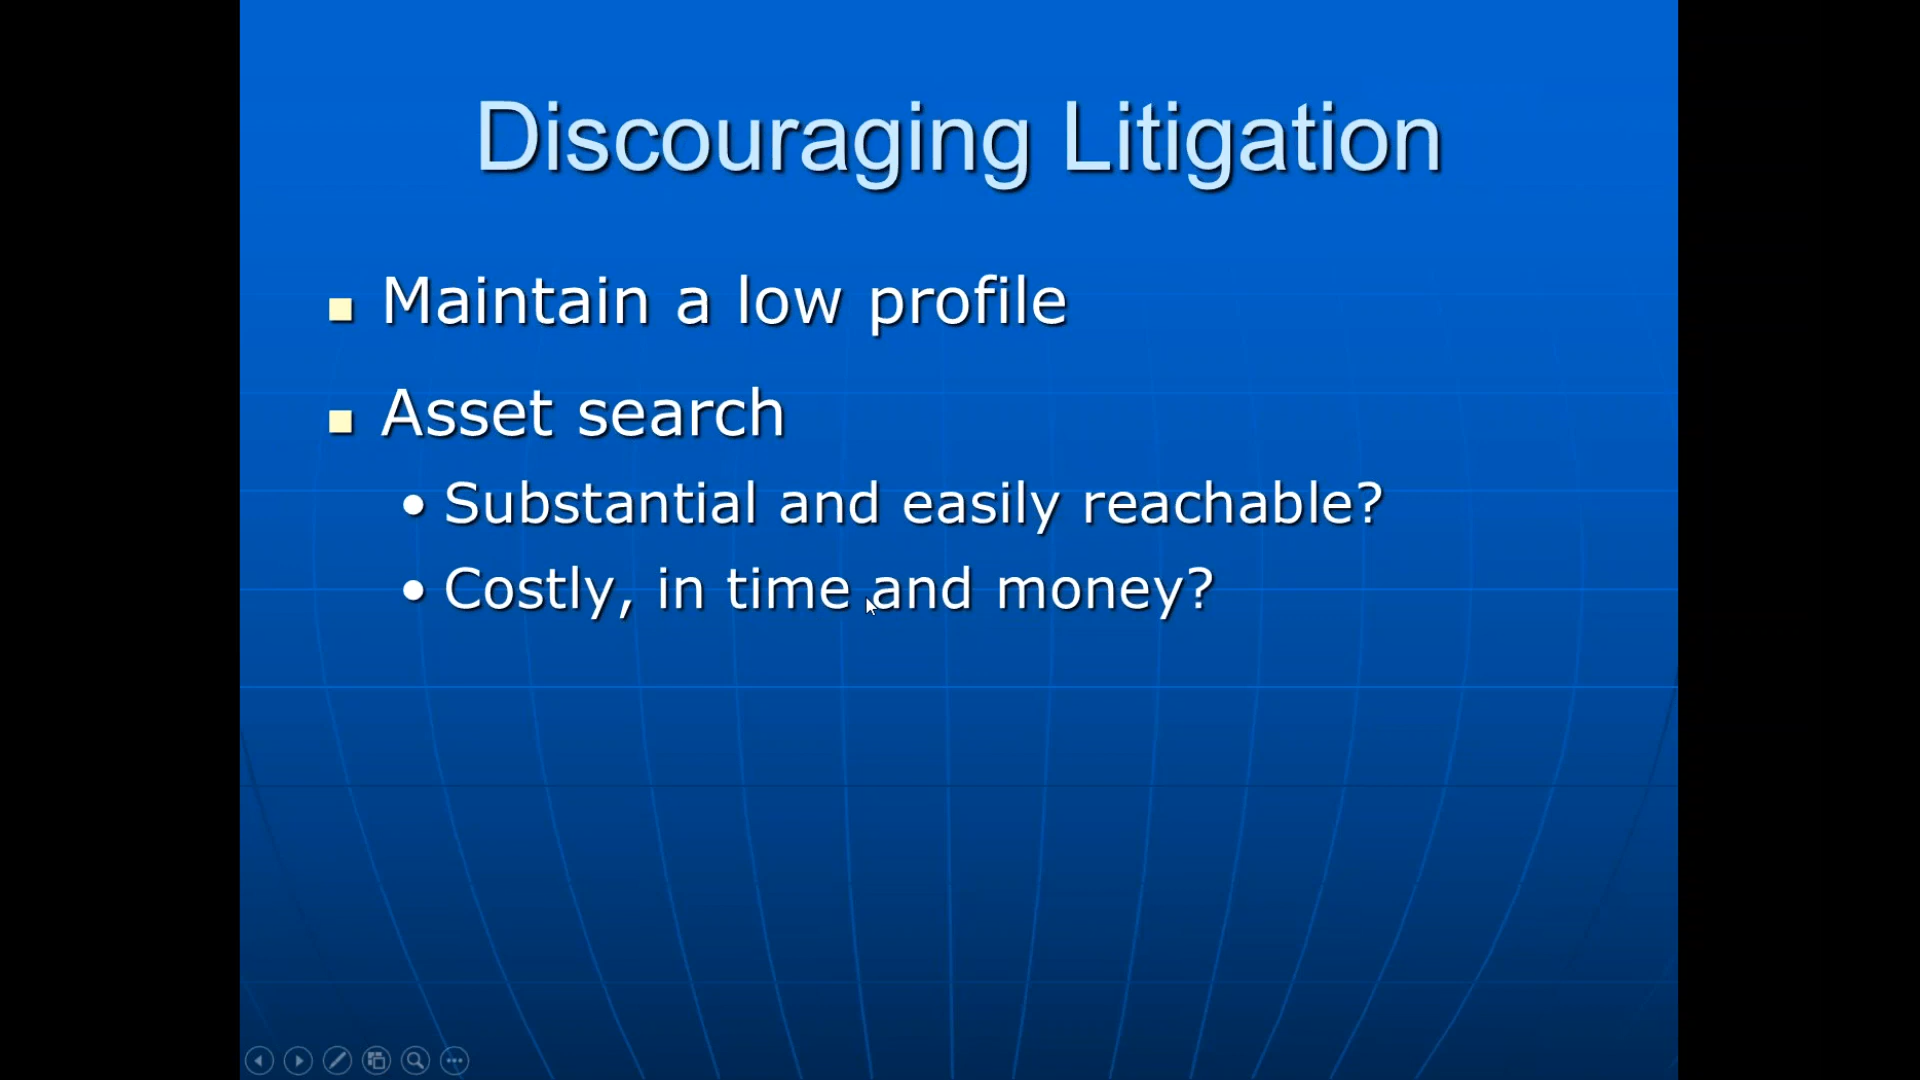 Discouraging Litigation
Maintain a low profile
Asset search
Substantial and easily reachable?
Costly, in time and money?